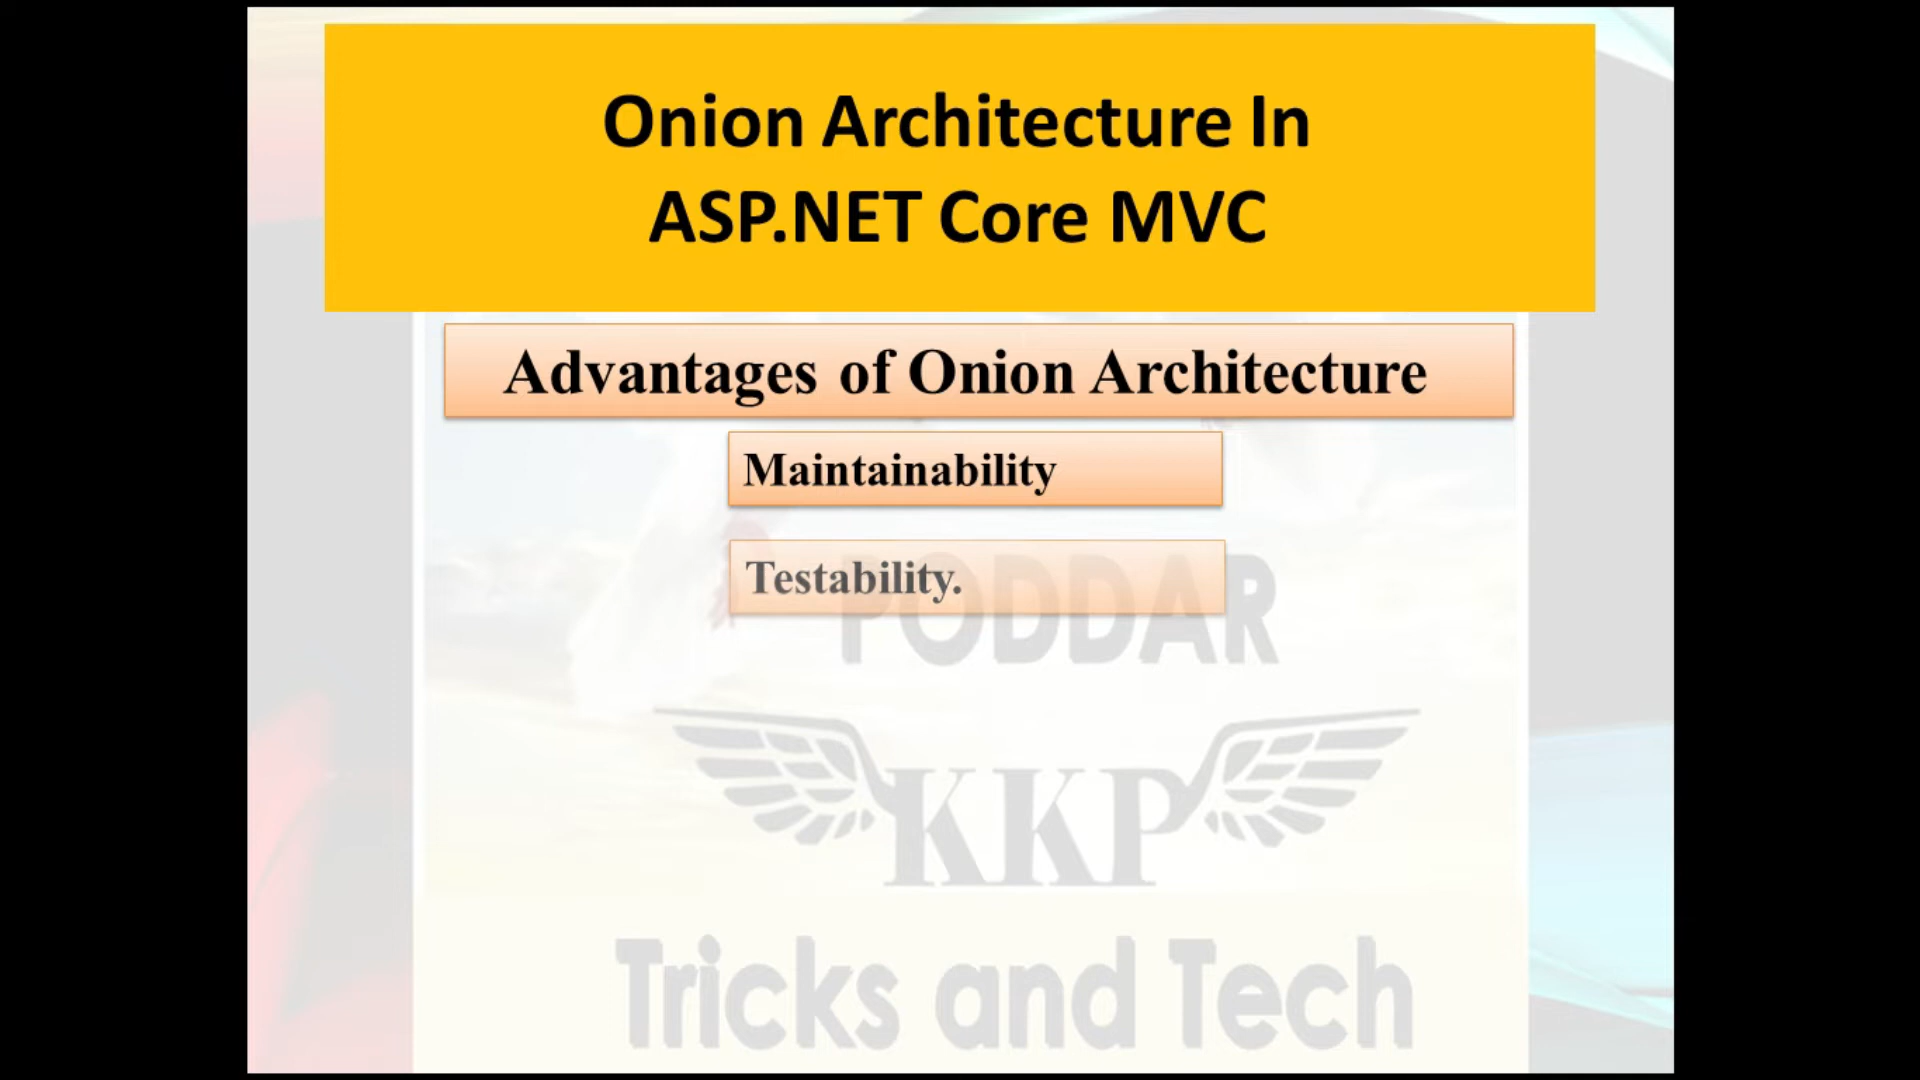 Onion Architecture In
ASP.NET Core MVC
Advantages of Onion Architecture
Maintainability
Testability.
PODDAR
KKP
Tricks and Tech